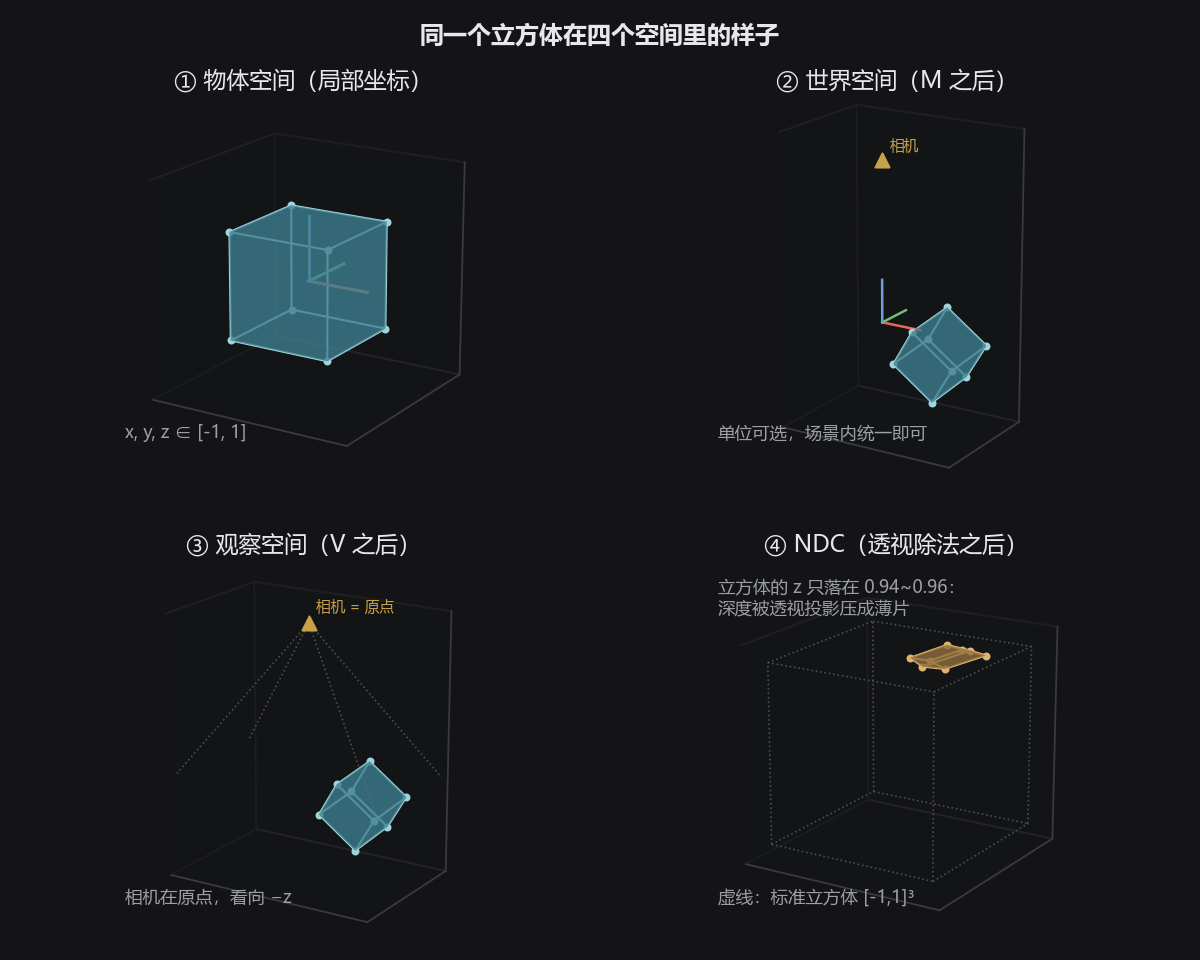 同一个立方体在四个空间里的样子
① 物体空间（局部坐标）
② 世界空间（M 之后）
相机
x, y, z ∈ [-1, 1]
单位可选，场景内统一即可
③ 观察空间（V 之后）
④ NDC（透视除法之后）
立方体的 z 只落在 0.94~0.96：
深度被透视投影压成薄片
相机 = 原点
相机在原点，看向 −z
虚线：标准立方体 [-1,1]³